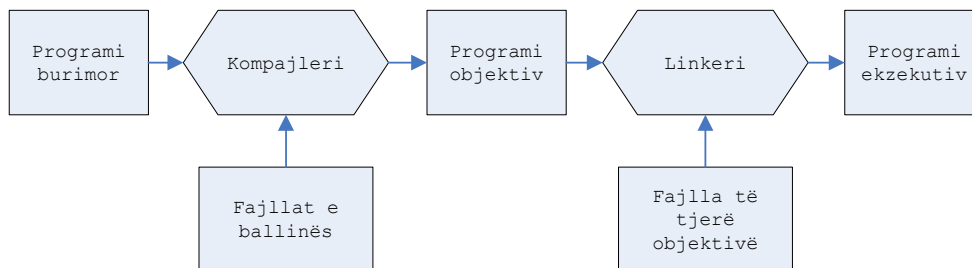 Programi
burimor
Kompajleri
Programi
objektiv
Linkeri
Programi
ekzekutiv
Fajllat e
ballinës
Fajlla të
tjerë
objektivë